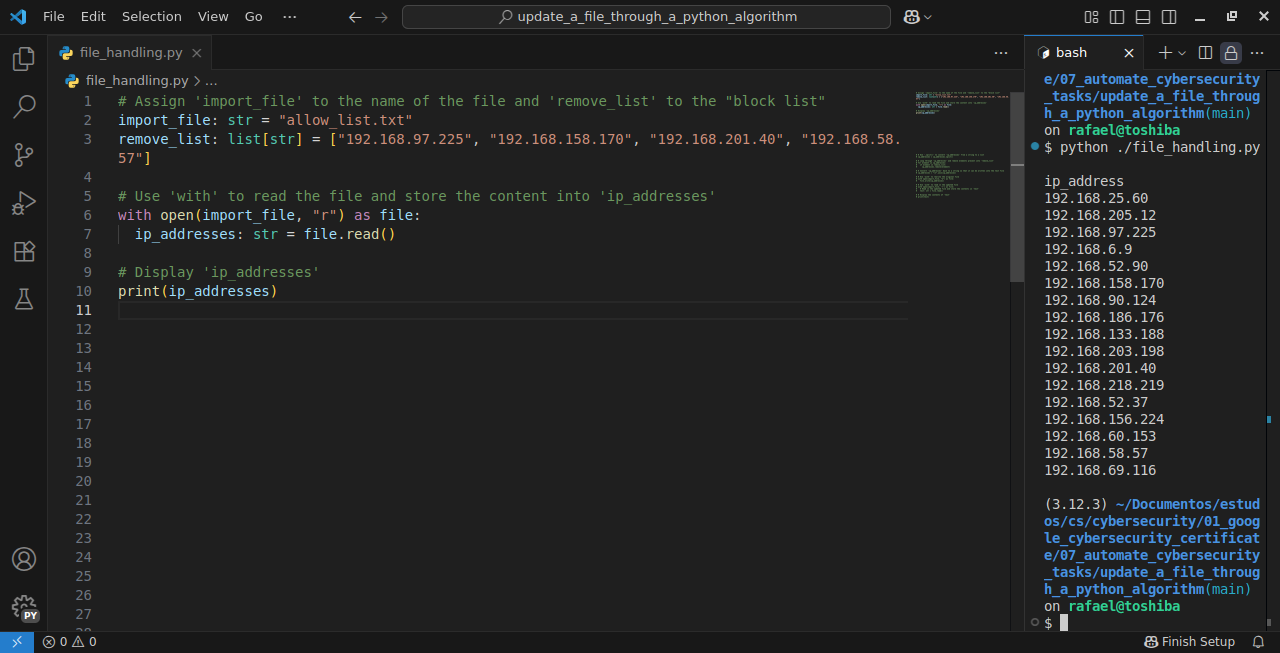 File Edit Selection View Go ···
update_a_file_through_a_python_algorithm
file_handling.py
file_handling.py > ...
1 # Assign 'import_file' to the name of the file and 'remove_list' to the "block list"
2 import_file: str = "allow_list.txt"
3 remove_list: list[str] = ["192.168.97.225", "192.168.158.170", "192.168.201.40", "192.168.58.
57"]
4
5 # Use 'with' to read the file and store the content into 'ip_addresses'
6 with open(import_file, "r") as file:
7 ip_addresses: str = file.read()
8
9 # Display 'ip_addresses'
10 print(ip_addresses)
11
12
13
14
15
16
17
18
19
20
21
22
23
24
25
26
27
28
bash
e/07_automate_cybersecurity
_tasks/update_a_file_throug
h_a_python_algorithm(main)
on rafael@toshiba
$ python ./file_handling.py
ip_address
192.168.25.60
192.168.205.12
192.168.97.225
192.168.6.9
192.168.52.90
192.168.158.170
192.168.90.124
192.168.186.176
192.168.133.188
192.168.203.198
192.168.201.40
192.168.218.219
192.168.52.37
192.168.156.224
192.168.60.153
192.168.58.57
192.168.69.116
(3.12.3) ~/Documentos/estud
os/cs/cybersecurity/01_goog
le_cybersecurity_certificat
e/07_automate_cybersecurity
_tasks/update_a_file_throug
h_a_python_algorithm(main)
on rafael@toshiba
$
PY
0 0
Finish Setup